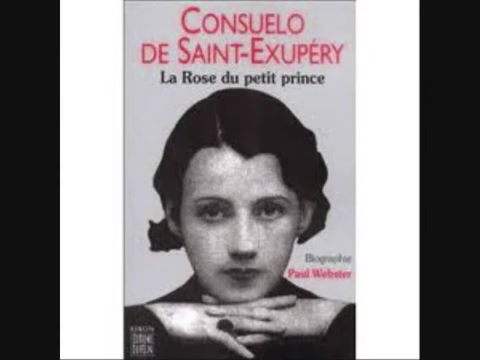 CONSUELO
DE SAINT-EXUPÉRY
La Rose du petit prince
Biographie
Paul Webster